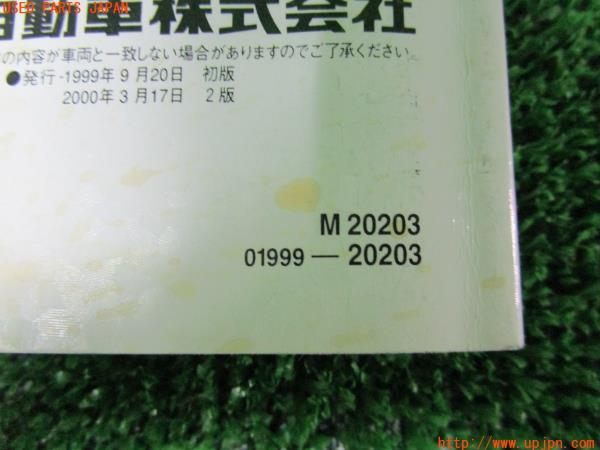 USED PARTS JAPAN
自動車株式会社
の内容が車両と一致しない場合がありますのでご了承ください。
●発行-1999年9月20日 初版
2000年3月17日 2版
M 20203
01999 — 20203
http://www.upjpn.com/